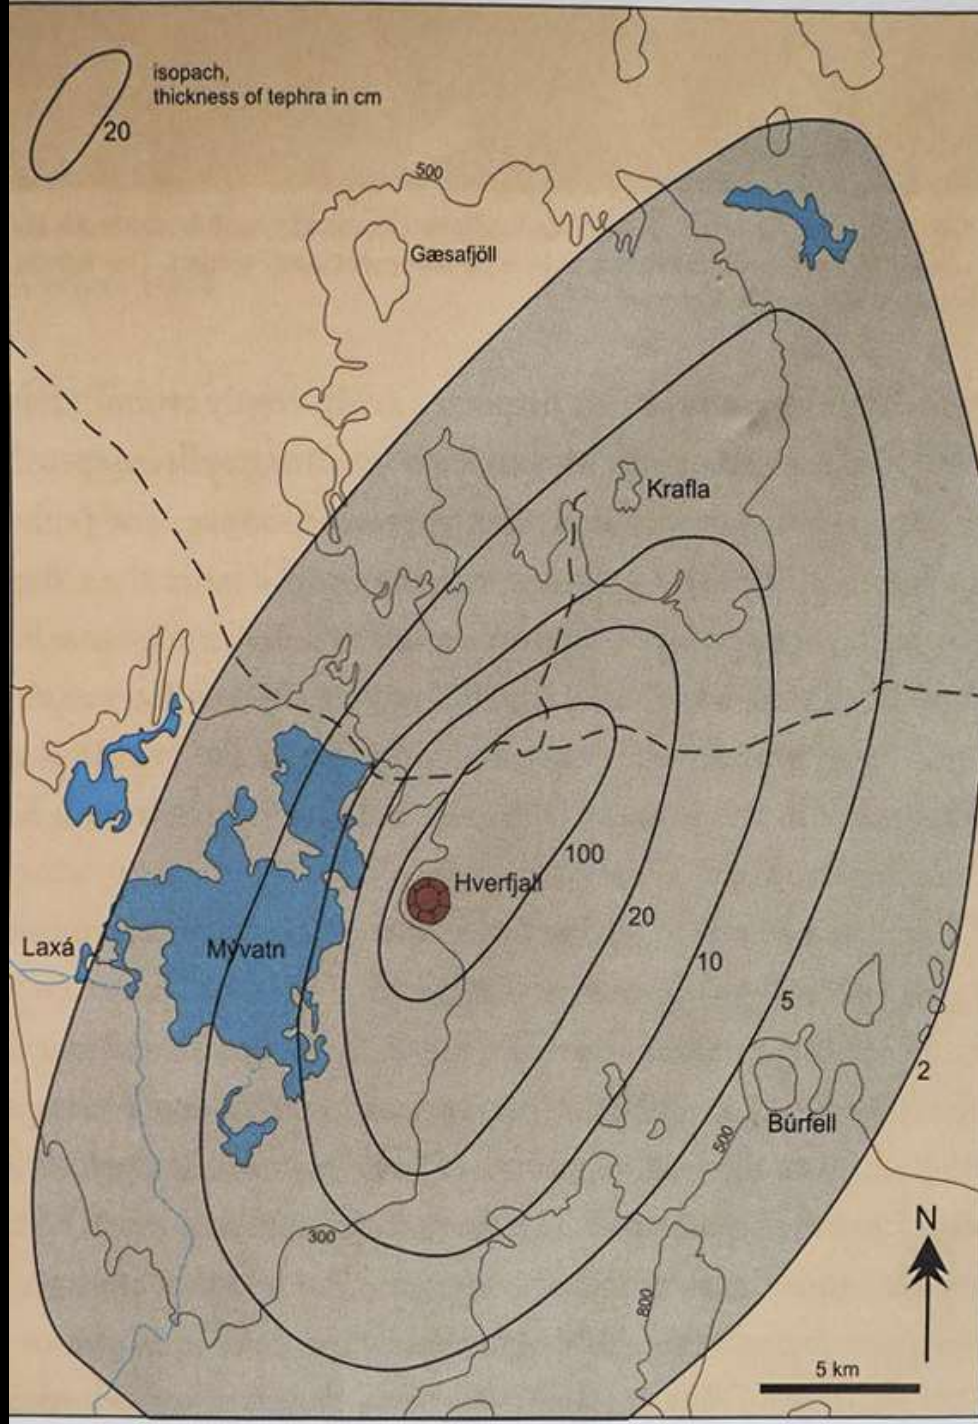 isopach,
thickness of tephra in cm
20
500
Gæsafjöll
Krafla
100
Hverfjall
20
Laxá
Mývatn
10
5
2
Búrfell
500
300
N
800
5 km